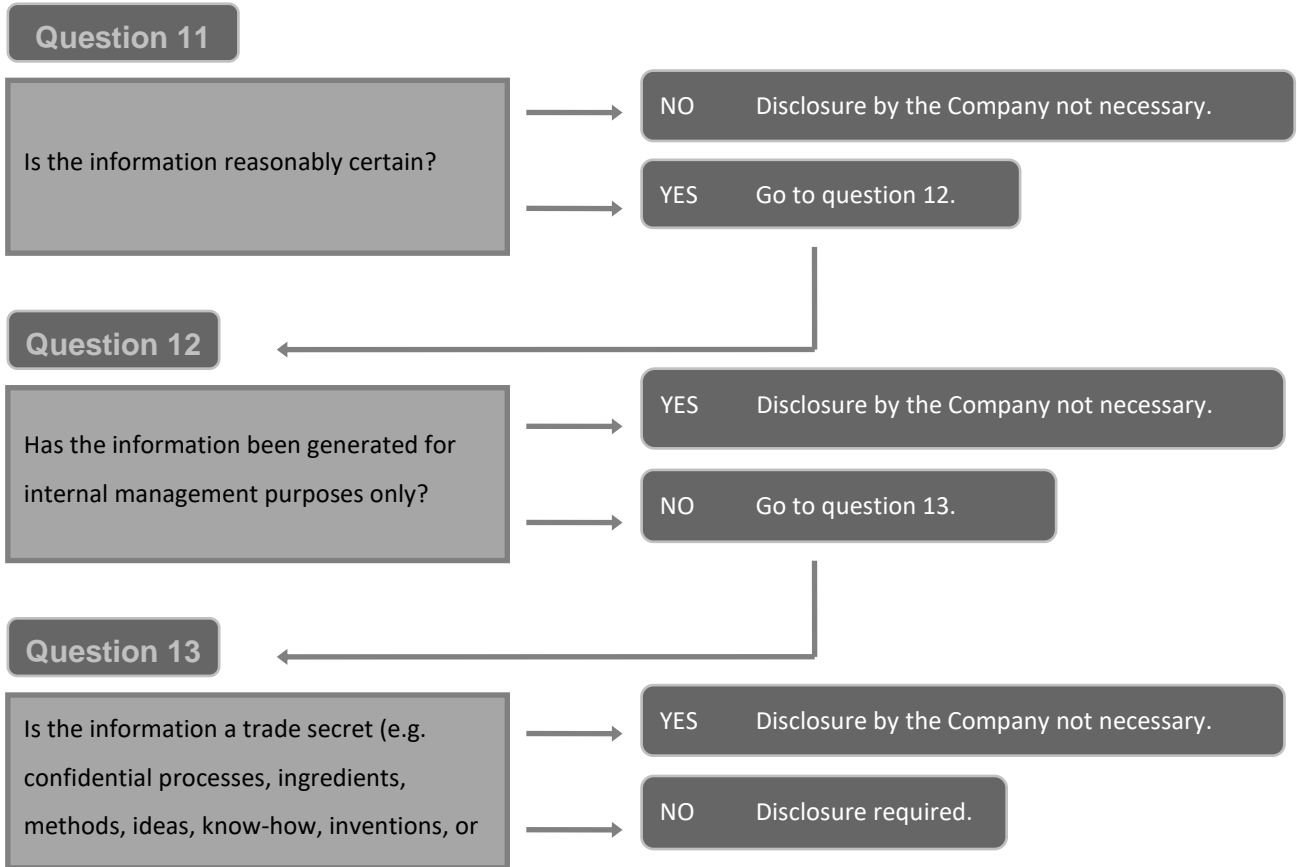 Question 11
Is the information reasonably certain?
NO Disclosure by the Company not necessary.
YES Go to question 12.
Question 12
Has the information been generated for
internal management purposes only?
YES Disclosure by the Company not necessary.
NO Go to question 13.
Question 13
Is the information a trade secret (e.g.
confidential processes, ingredients,
methods, ideas, know-how, inventions, or
YES Disclosure by the Company not necessary.
NO Disclosure required.